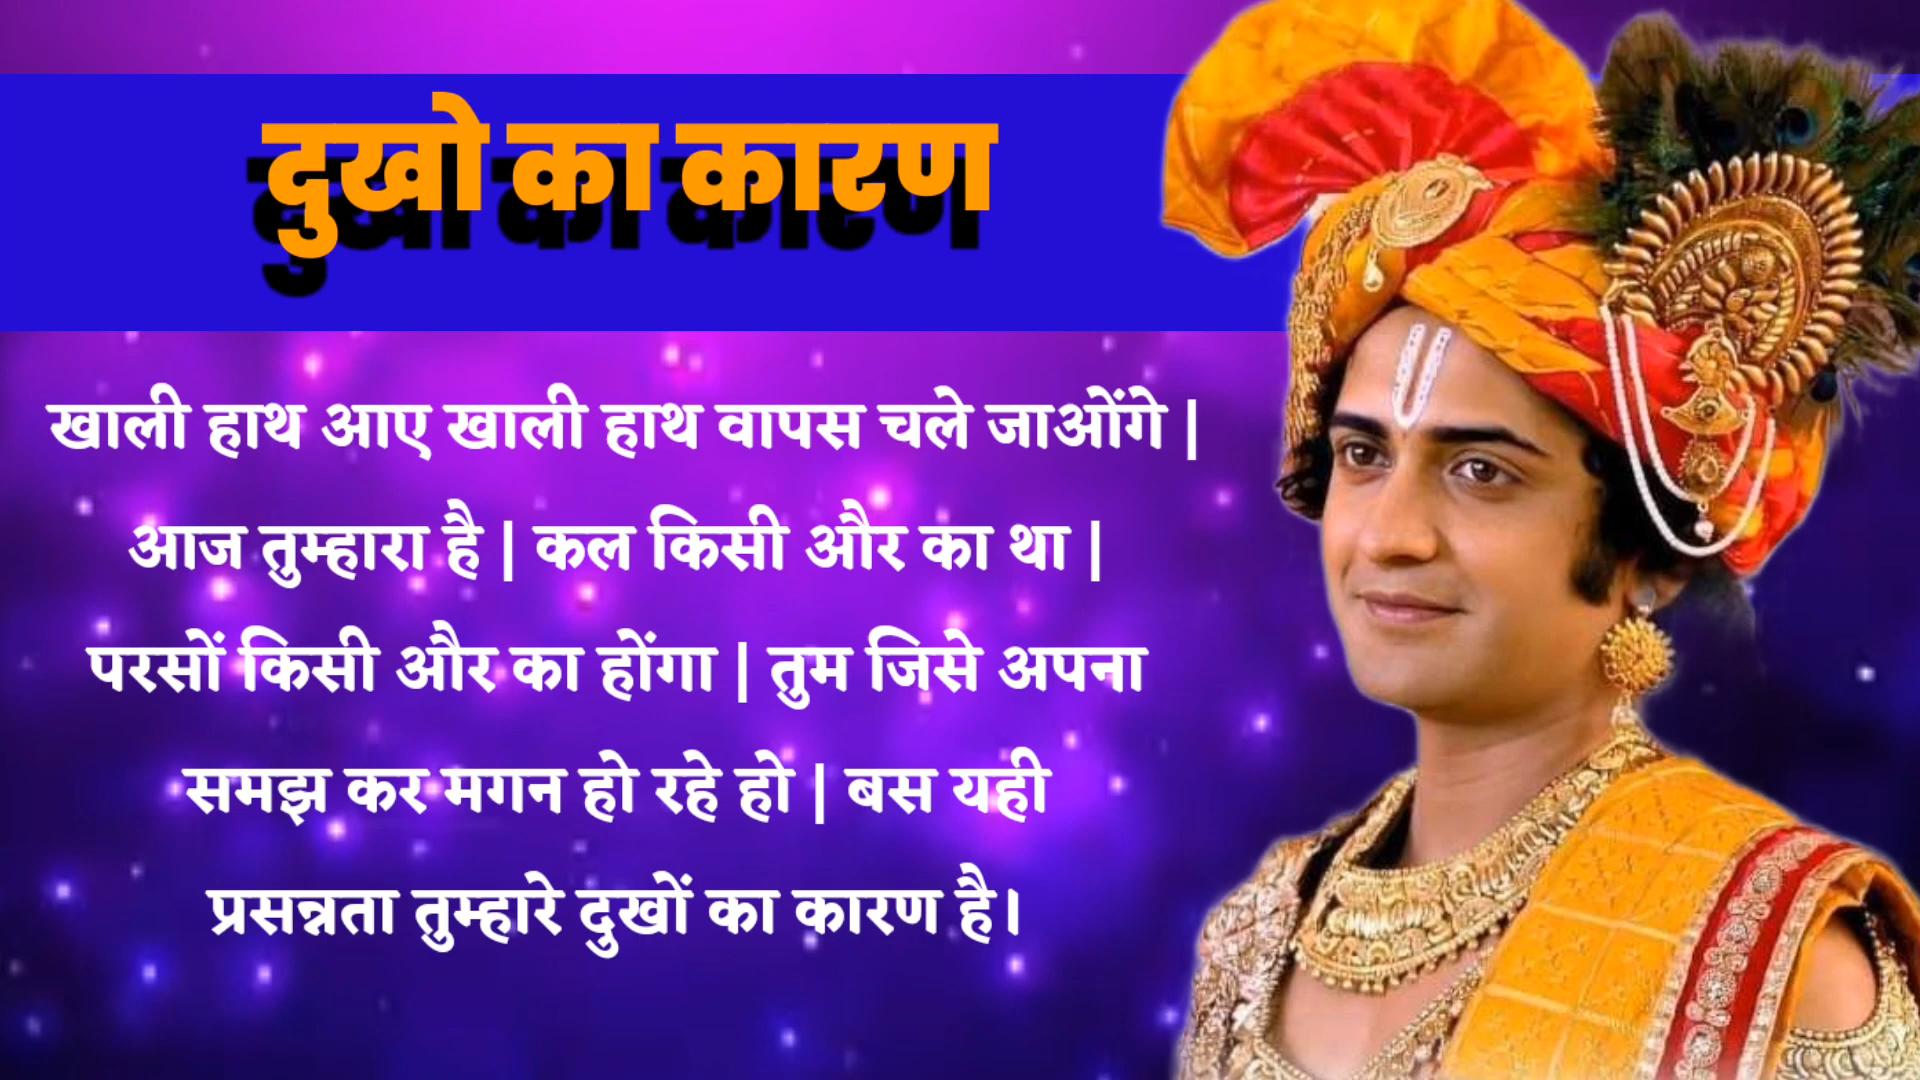 दुखो का कारण
खाली हाथ आए खाली हाथ वापस चले जाओंगे |
आज तुम्हारा है | कल किसी और का था |
परसों किसी और का होंगा | तुम जिसे अपना
समझ कर मगन हो रहे हो | बस यही
प्रसन्नता तुम्हारे दुखों का कारण है।